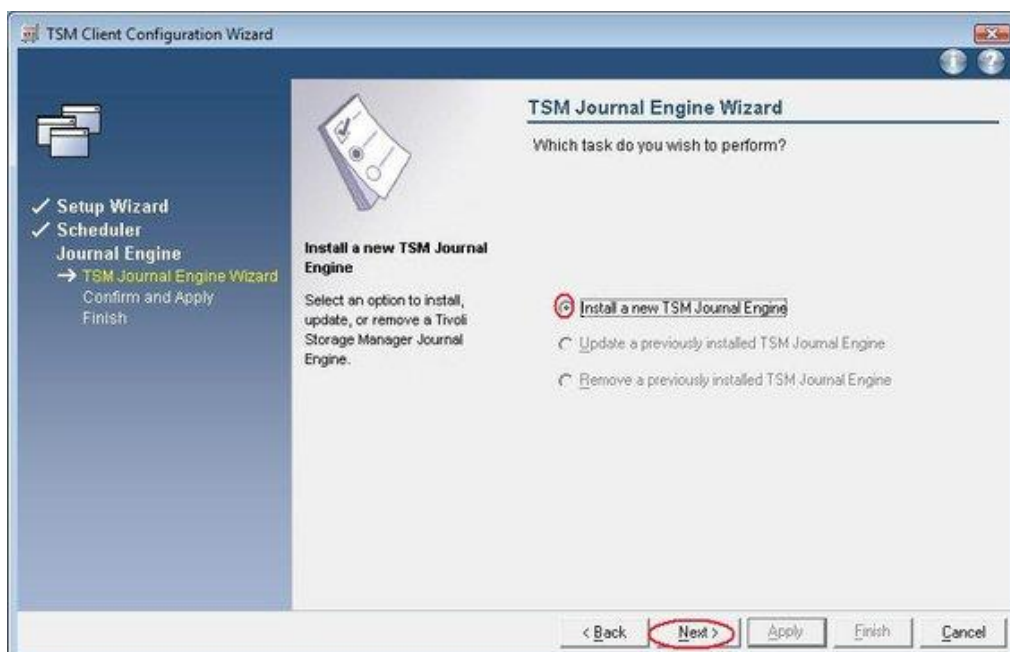 TSM Client Configuration Wizard
Setup Wizard
Scheduler
Journal Engine
TSM Journal Engine Wizard
Confirm and Apply
Finish
Install a new TSM Journal
Engine
Select an option to install,
update, or remove a Tivoli
Storage Manager Journal
Engine.
TSM Journal Engine Wizard
Which task do you wish to perform?
Install a new TSM Journal Engine
Update a previously installed TSM Journal Engine
Remove a previously installed TSM Journal Engine
< Back Next > Apply Finish Cancel